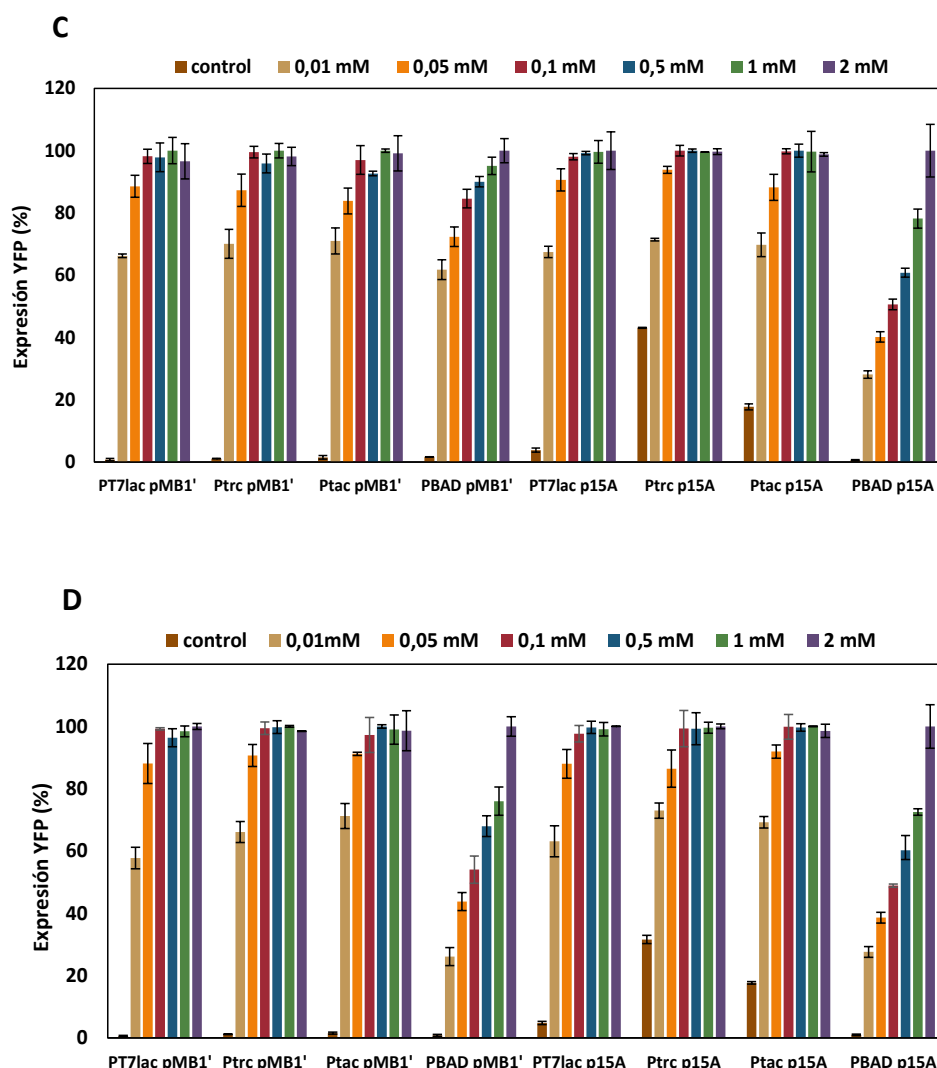 C
control 0,01 mM 0,05 mM 0,1 mM 0,5 mM 1 mM 2 mM
120
100
80
60
40
20
0
Expresión YFP (%)
PT7lac pMB1' Ptrc pMB1' Ptac pMB1' PBAD pMB1' PT7lac p15A Ptrc p15A Ptac p15A PBAD p15A
D
control 0,01mM 0,05 mM 0,1 mM 0,5 mM 1 mM 2 mM
120
100
80
60
40
20
0
Expresión YFP (%)
PT7lac pMB1' Ptrc pMB1' Ptac pMB1' PBAD pMB1' PT7lac p15A Ptrc p15A Ptac p15A PBAD p15A